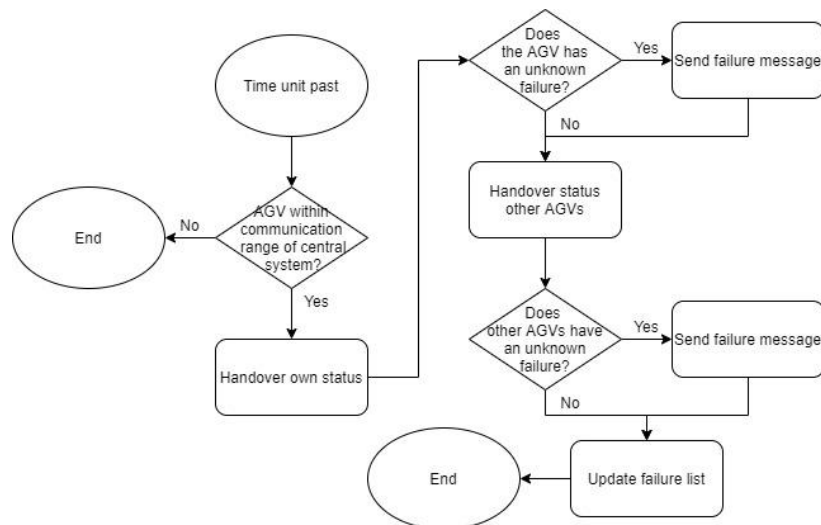 Time unit past
AGV within
communication
range of central
system?
No
End
Yes
Handover own status
Does
the AGV has
an unknown
failure?
Yes
Send failure message
No
Handover status
other AGVs
Does
other AGVs have
an unknown
failure?
Yes
Send failure message
No
Update failure list
End